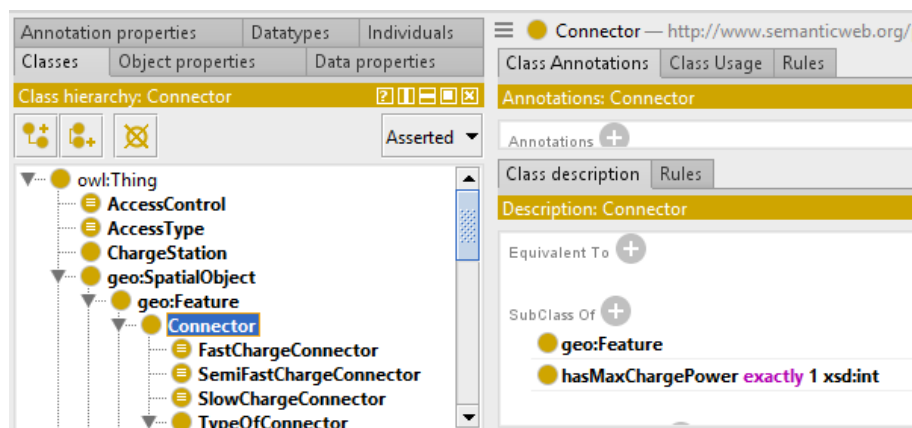 Annotation properties Datatypes Individuals
Classes Object properties Data properties
Class hierarchy: Connector
Asserted
owl:Thing
AccessControl
AccessType
ChargeStation
geo:SpatialObject
geo:Feature
Connector
FastChargeConnector
SemiFastChargeConnector
SlowChargeConnector
TypeOfConnector
Connector — http://www.semanticweb.org/
Class Annotations Class Usage Rules
Annotations: Connector
Annotations
Class description Rules
Description: Connector
Equivalent To
SubClass Of
geo:Feature
hasMaxChargePower exactly 1 xsd:int